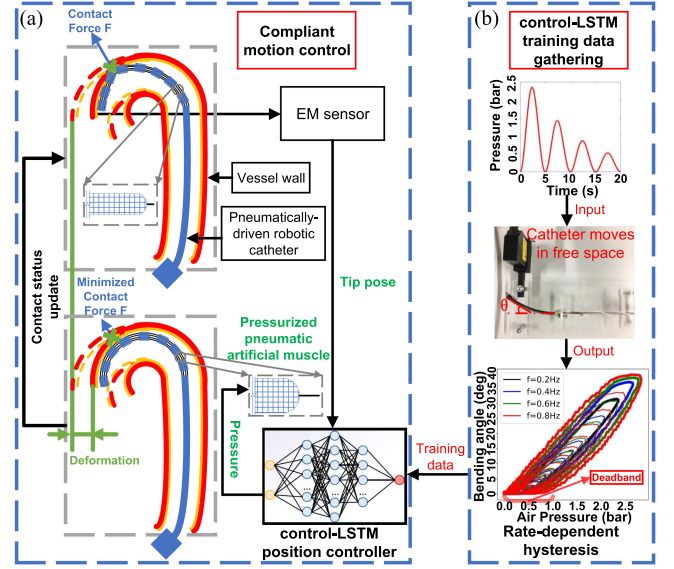 (a)
Contact
Force F
Compliant
motion control
EM sensor
Vessel wall
Pneumatically-
driven robotic
catheter
Contact status
update
Minimized
Contact
Force F
Tip pose
Pressurized
pneumatic
artificial muscle
Pressure
Deformation
control-LSTM
position controller
Training
data
(b)
control-LSTM
training data
gathering
Pressure (bar)
2.5
2
1.5
1
0.5
0
0 5 10 15 20
Time (s)
Input
Catheter moves
in free space
θ
Output
Bending angle (deg)
40
35
30
25
20
15
10
5
0
f=0.2Hz
f=0.4Hz
f=0.6Hz
f=0.8Hz
Deadband
0.0 0.5 1.0 1.5 2.0 2.5
Air Pressure (bar)
Rate-dependent
hysteresis